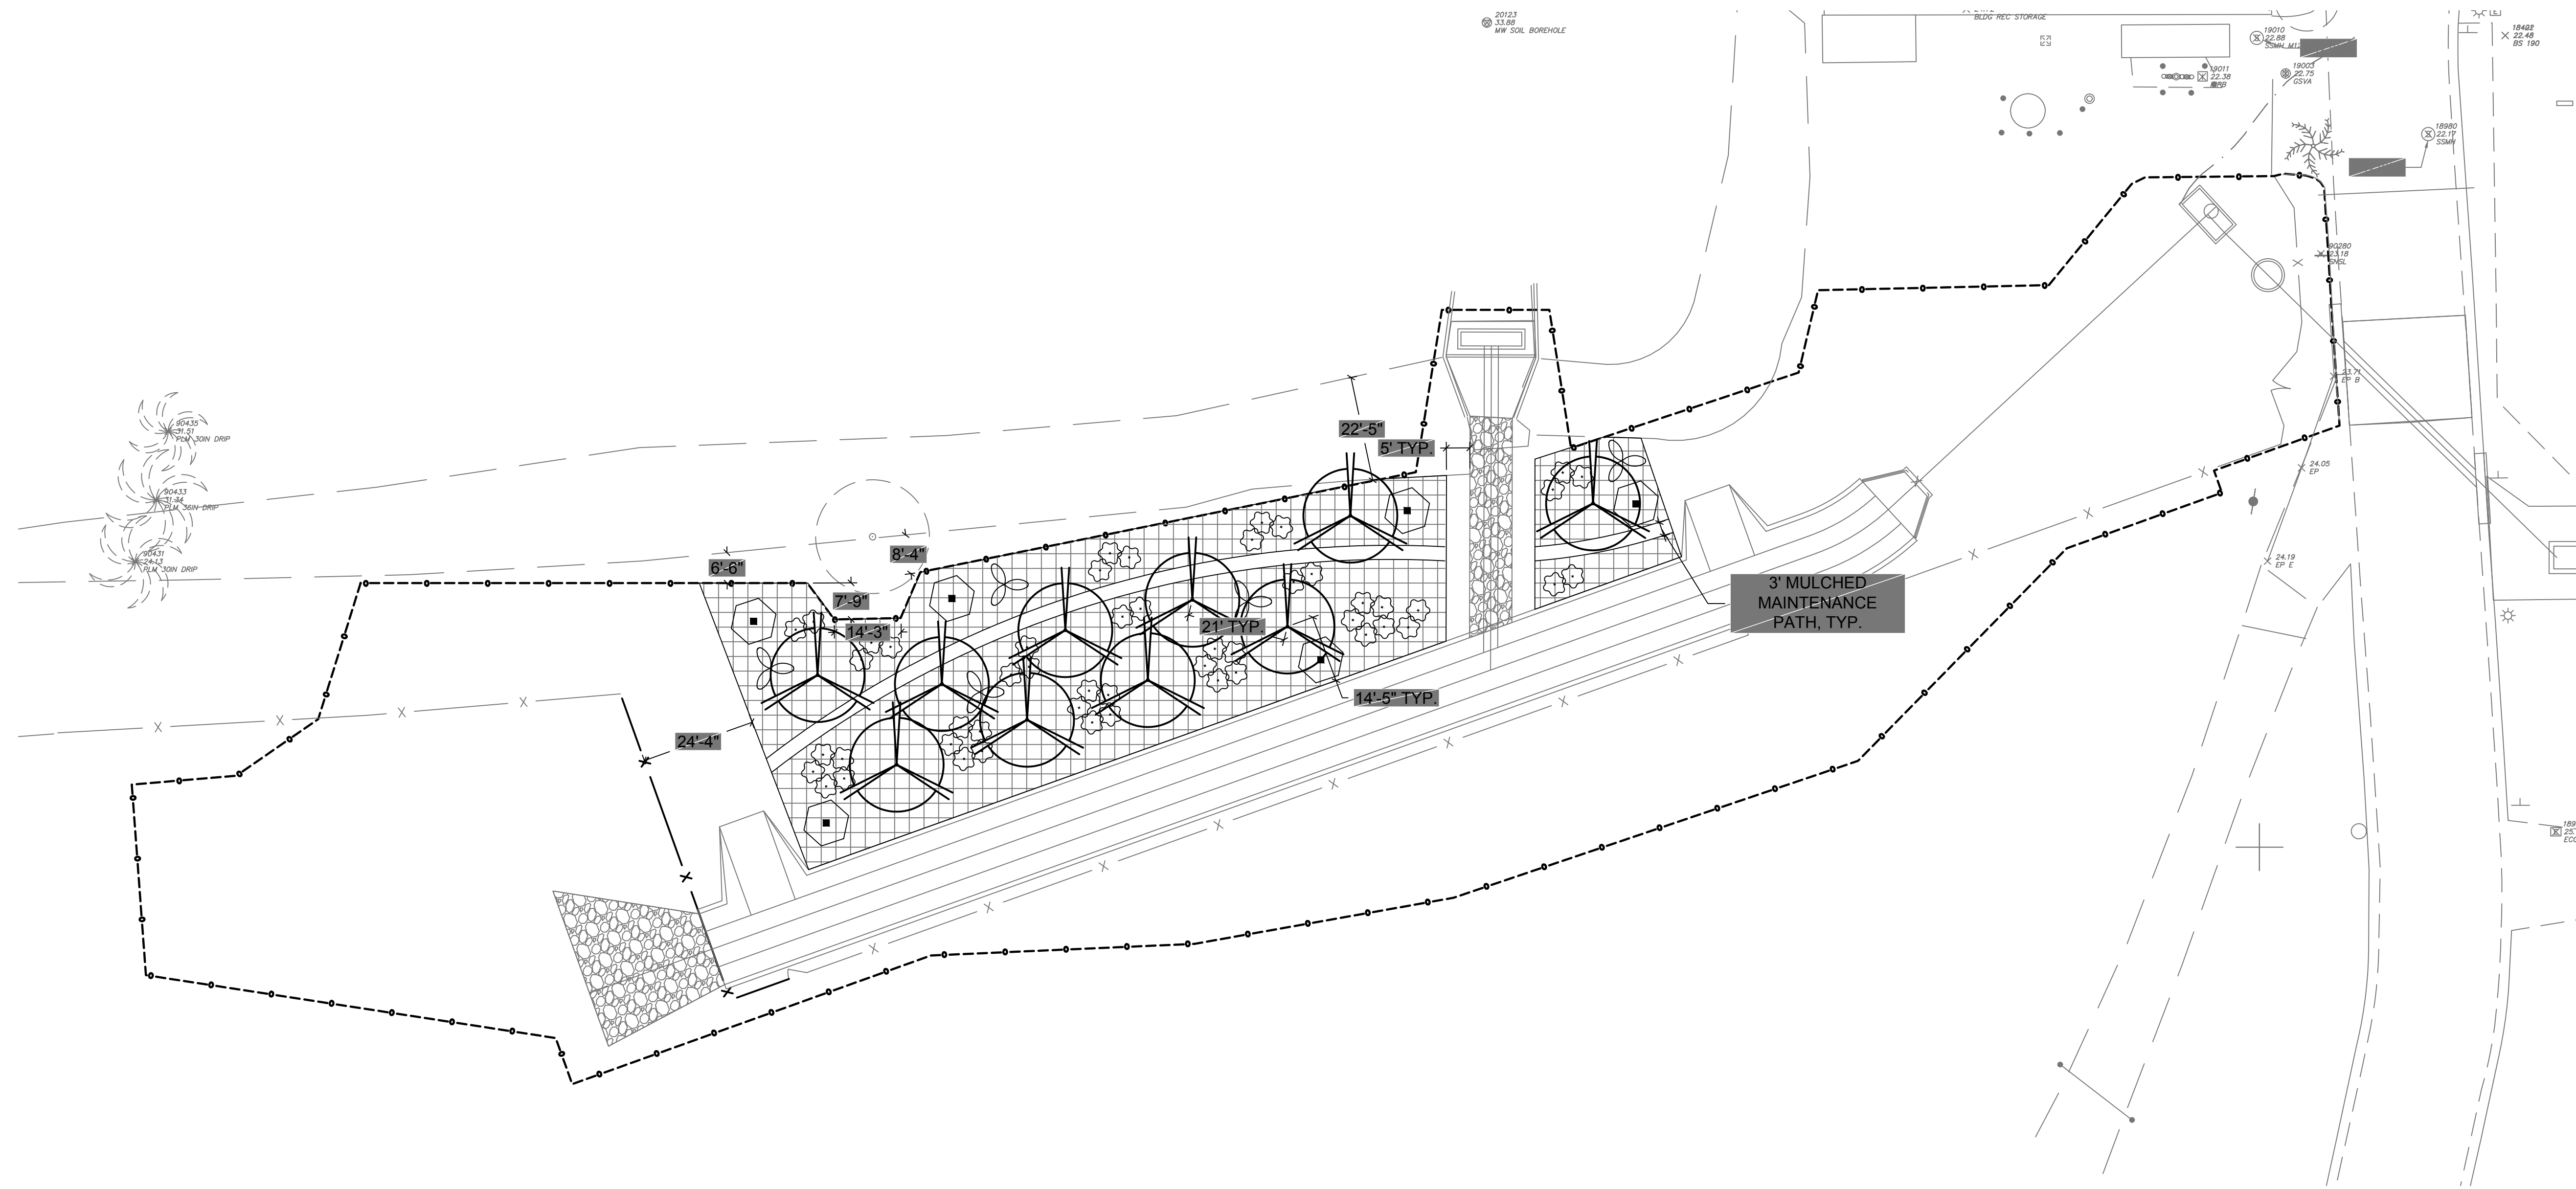 20123
33.88
MW SOIL BOREHOLE
BLDG REC STORAGE
19010
22.88
19003
22.75
GSVA
19011
22.38
18402
22.48
BS 190
18980
22.17
SSMH
90280
23.18
SNSL
23.71
EP B
24.05
EP
24.19
EP E
90435
31.51
PLM 30IN DRIP
90433
31.34
PLM 36IN DRIP
90431
24.13
PLM 30IN DRIP
22'-5"
5' TYP.
8'-4"
6'-6"
7'-9"
14'-3"
21' TYP.
14'-5" TYP.
24'-4"
3' MULCHED
MAINTENANCE
PATH, TYP.